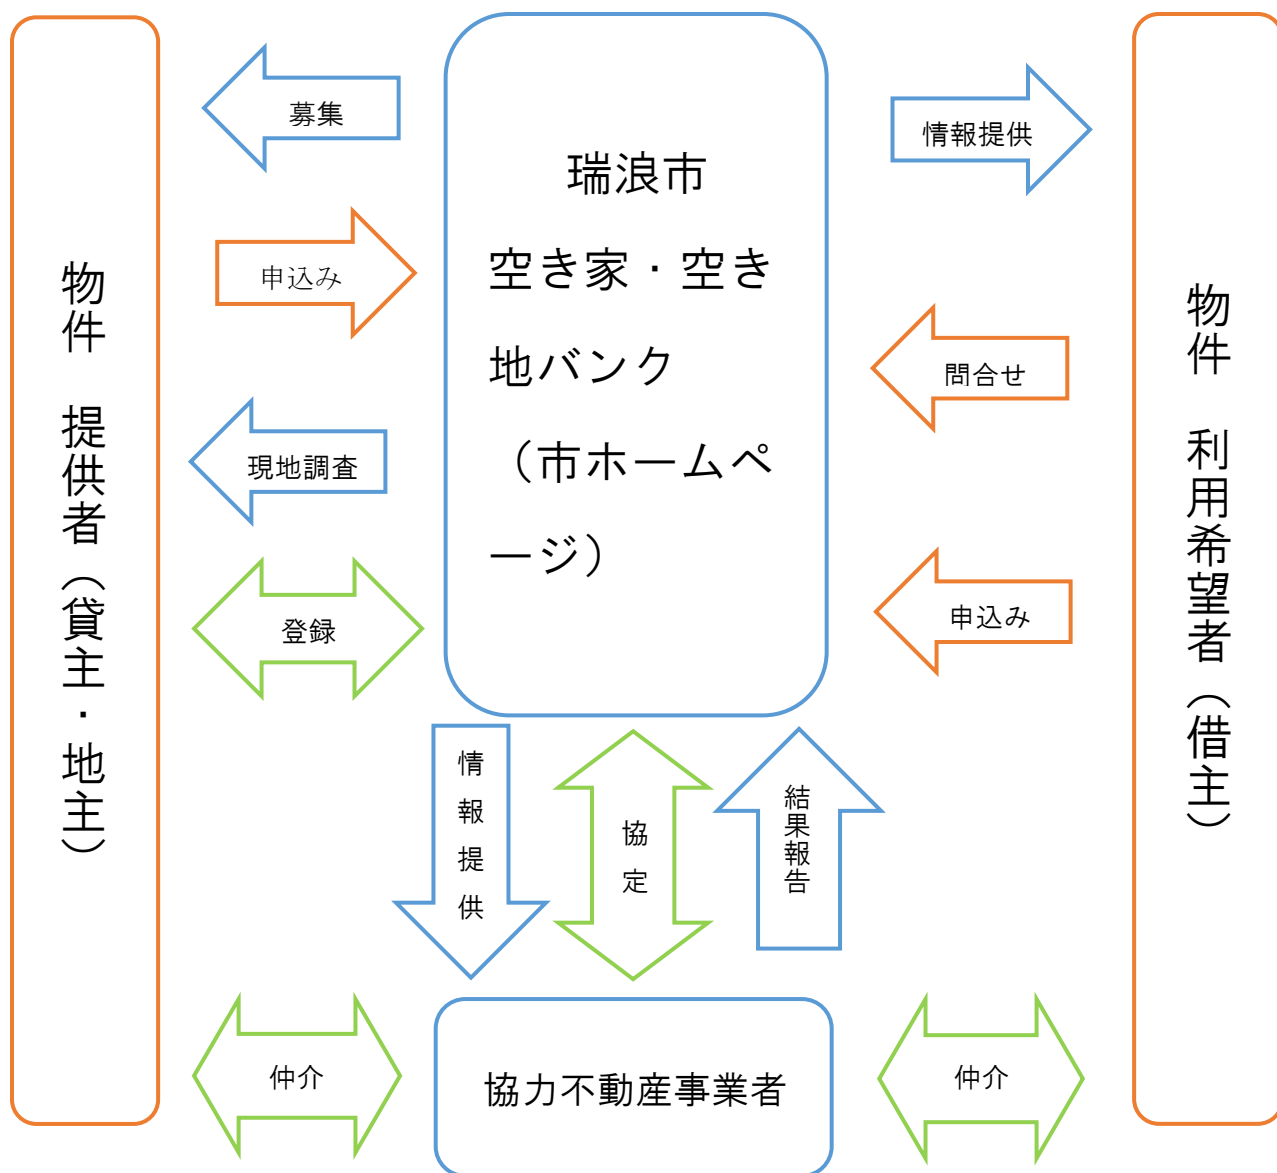 物件　提供者（貸主・地主）
募集
申込み
現地調査
登録
瑞浪市
空き家・空き
地バンク
（市ホームペ
ージ）
情報提供
問合せ
申込み
物件　利用希望者（借主）
情報提供
協定
結果報告
仲介
協力不動産事業者
仲介